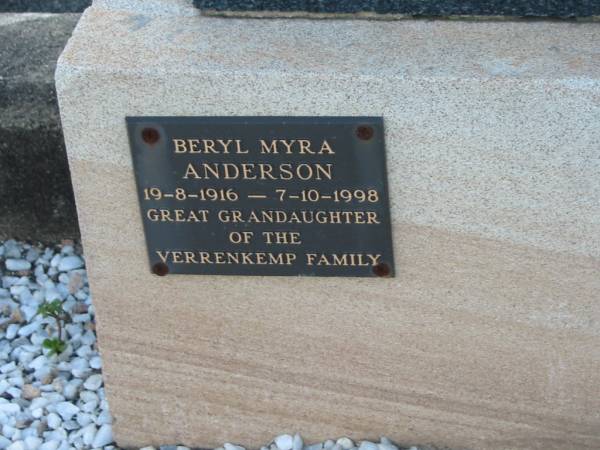 BERYL MYRA
ANDERSON
19-8-1916 — 7-10-1998
GREAT GRANDAUGHTER
OF THE
VERRENKEMP FAMILY